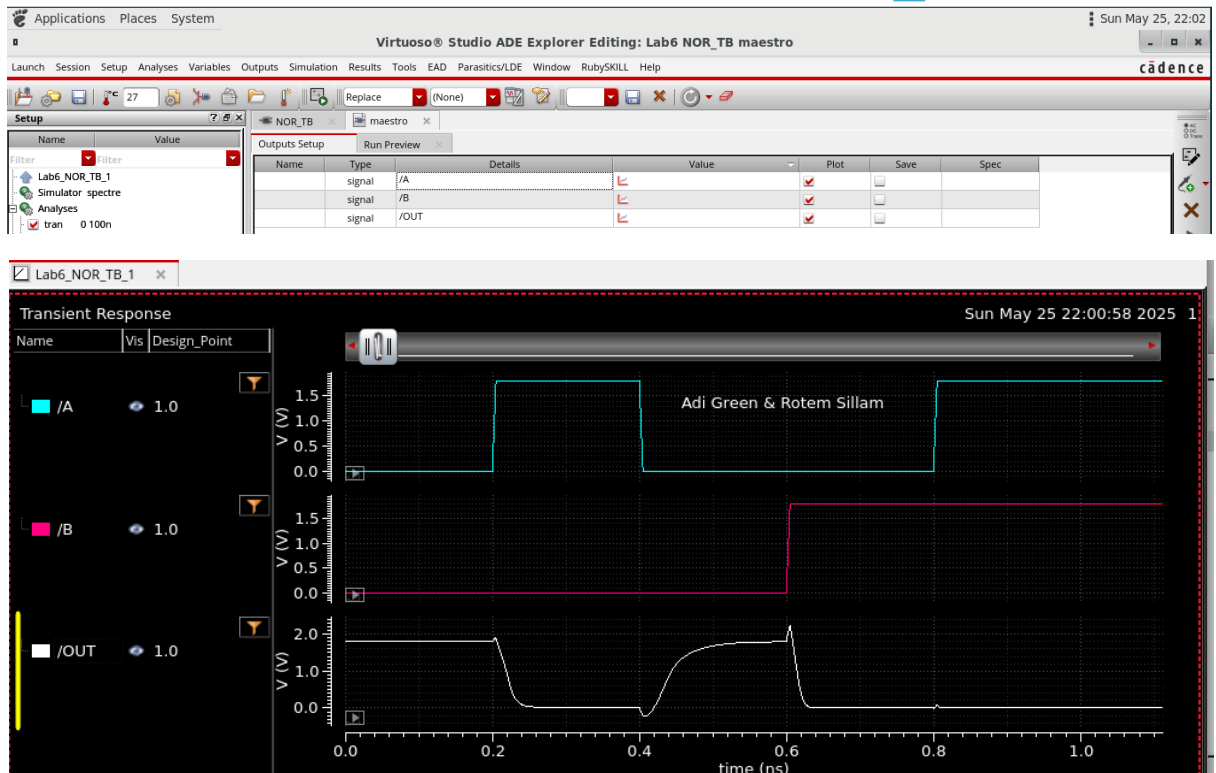 Applications Places System Sun May 25, 22:02
Virtuoso® Studio ADE Explorer Editing: Lab6 NOR_TB maestro
Launch Session Setup Analyses Variables Outputs Simulation Results Tools EAD Parasitics/LDE Window RubySKILL Help cādence
°C 27 Replace (None)
Setup NOR_TB maestro
Name Value Outputs Setup Run Preview
Filter Filter Name Type Details Value Plot Save Spec
Lab6_NOR_TB_1 signal /A
Simulator spectre signal /B
Analyses signal /OUT
tran 0 100n
AC
DC
Trans
Lab6_NOR_TB_1
Transient Response Sun May 25 22:00:58 2025 1
Name Vis Design_Point
/A 1.0
V (V)
1.5
1.0
0.5
0.0
Adi Green & Rotem Sillam
/B 1.0
V (V)
1.5
1.0
0.5
0.0
/OUT 1.0
V (V)
2.0
1.0
0.0
0.0 0.2 0.4 0.6 0.8 1.0
time (ns)